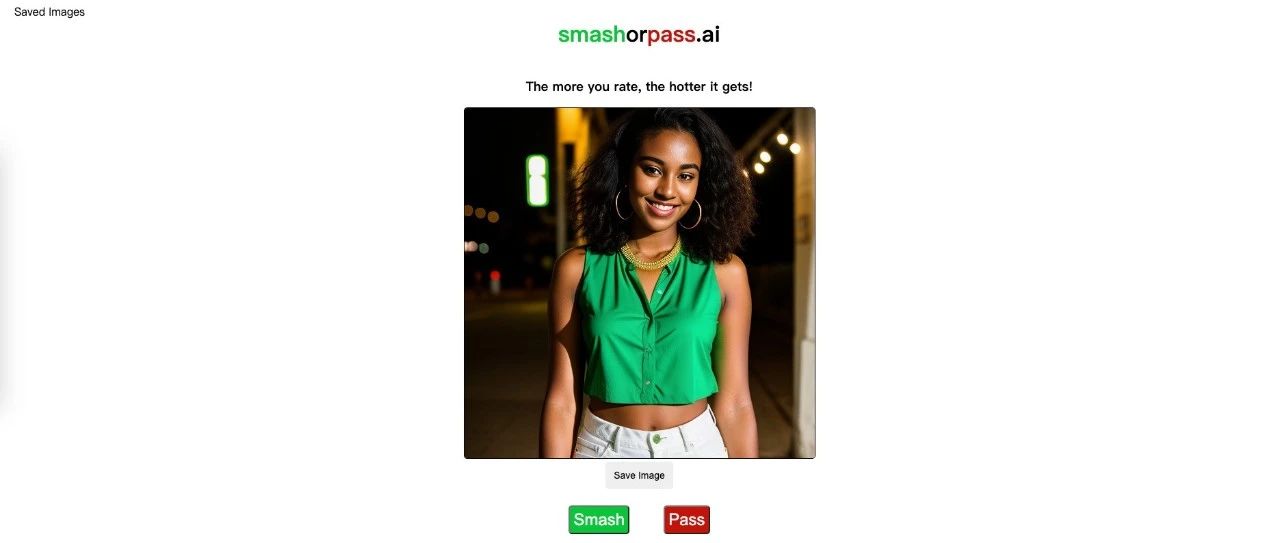 Saved Images
smashorpass.ai
The more you rate, the hotter it gets!
Save Image
Smash Pass